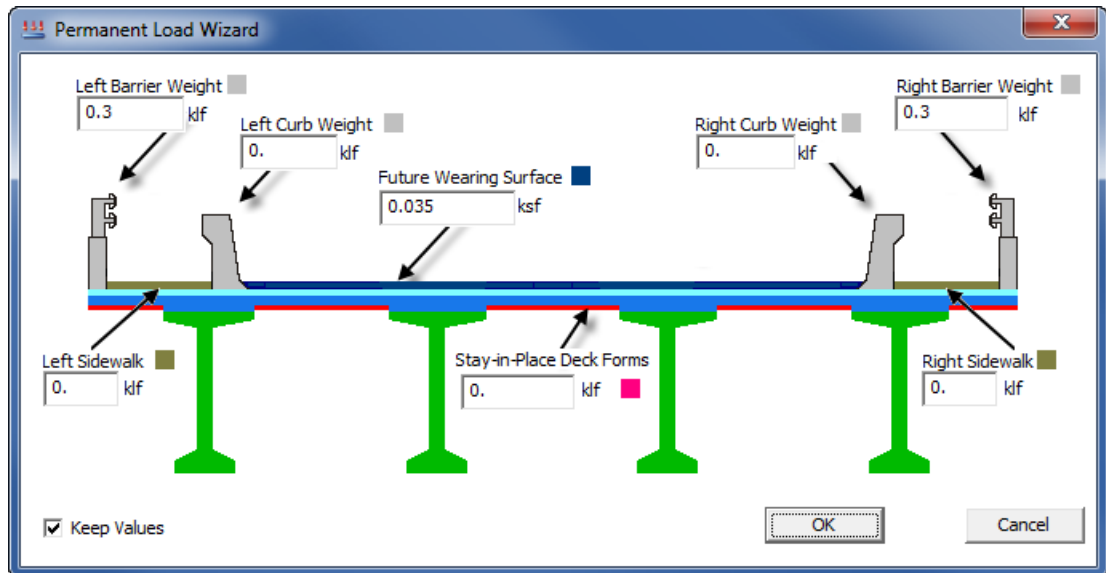 Permanent Load Wizard
Left Barrier Weight
0.3 klf
Left Curb Weight
0. klf
Right Curb Weight
0. klf
Right Barrier Weight
0.3 klf
Future Wearing Surface
0.035 ksf
Left Sidewalk
0. klf
Stay-in-Place Deck Forms
0. klf
Right Sidewalk
0. klf
Keep Values
OK
Cancel